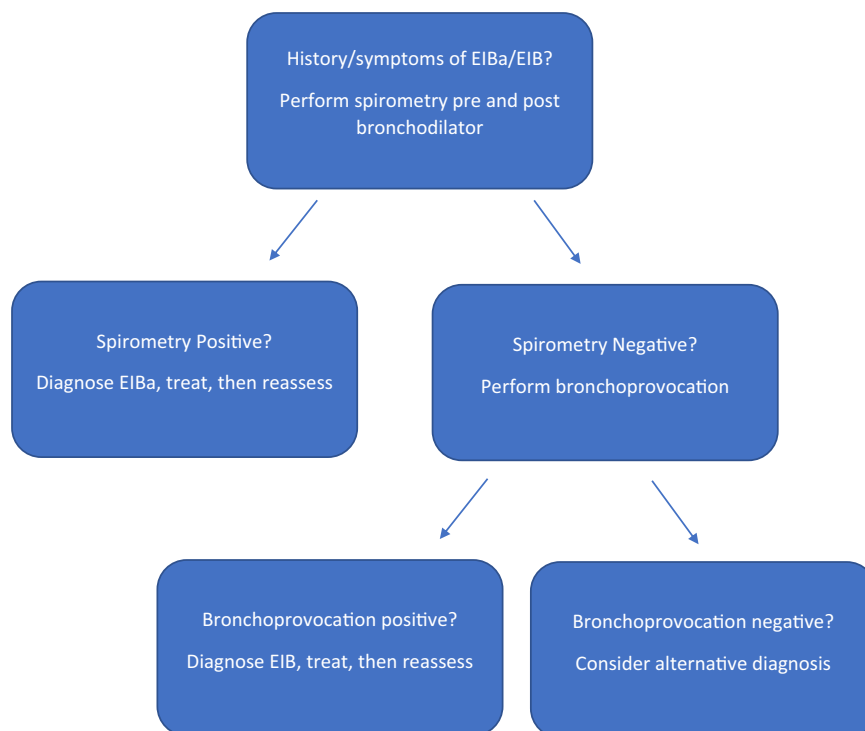 History/symptoms of EIBa/EIB?
Perform spirometry pre and post
bronchodilator
Spirometry Positive?
Diagnose EIBa, treat, then reassess
Spirometry Negative?
Perform bronchoprovocation
Bronchoprovocation positive?
Diagnose EIB, treat, then reassess
Bronchoprovocation negative?
Consider alternative diagnosis